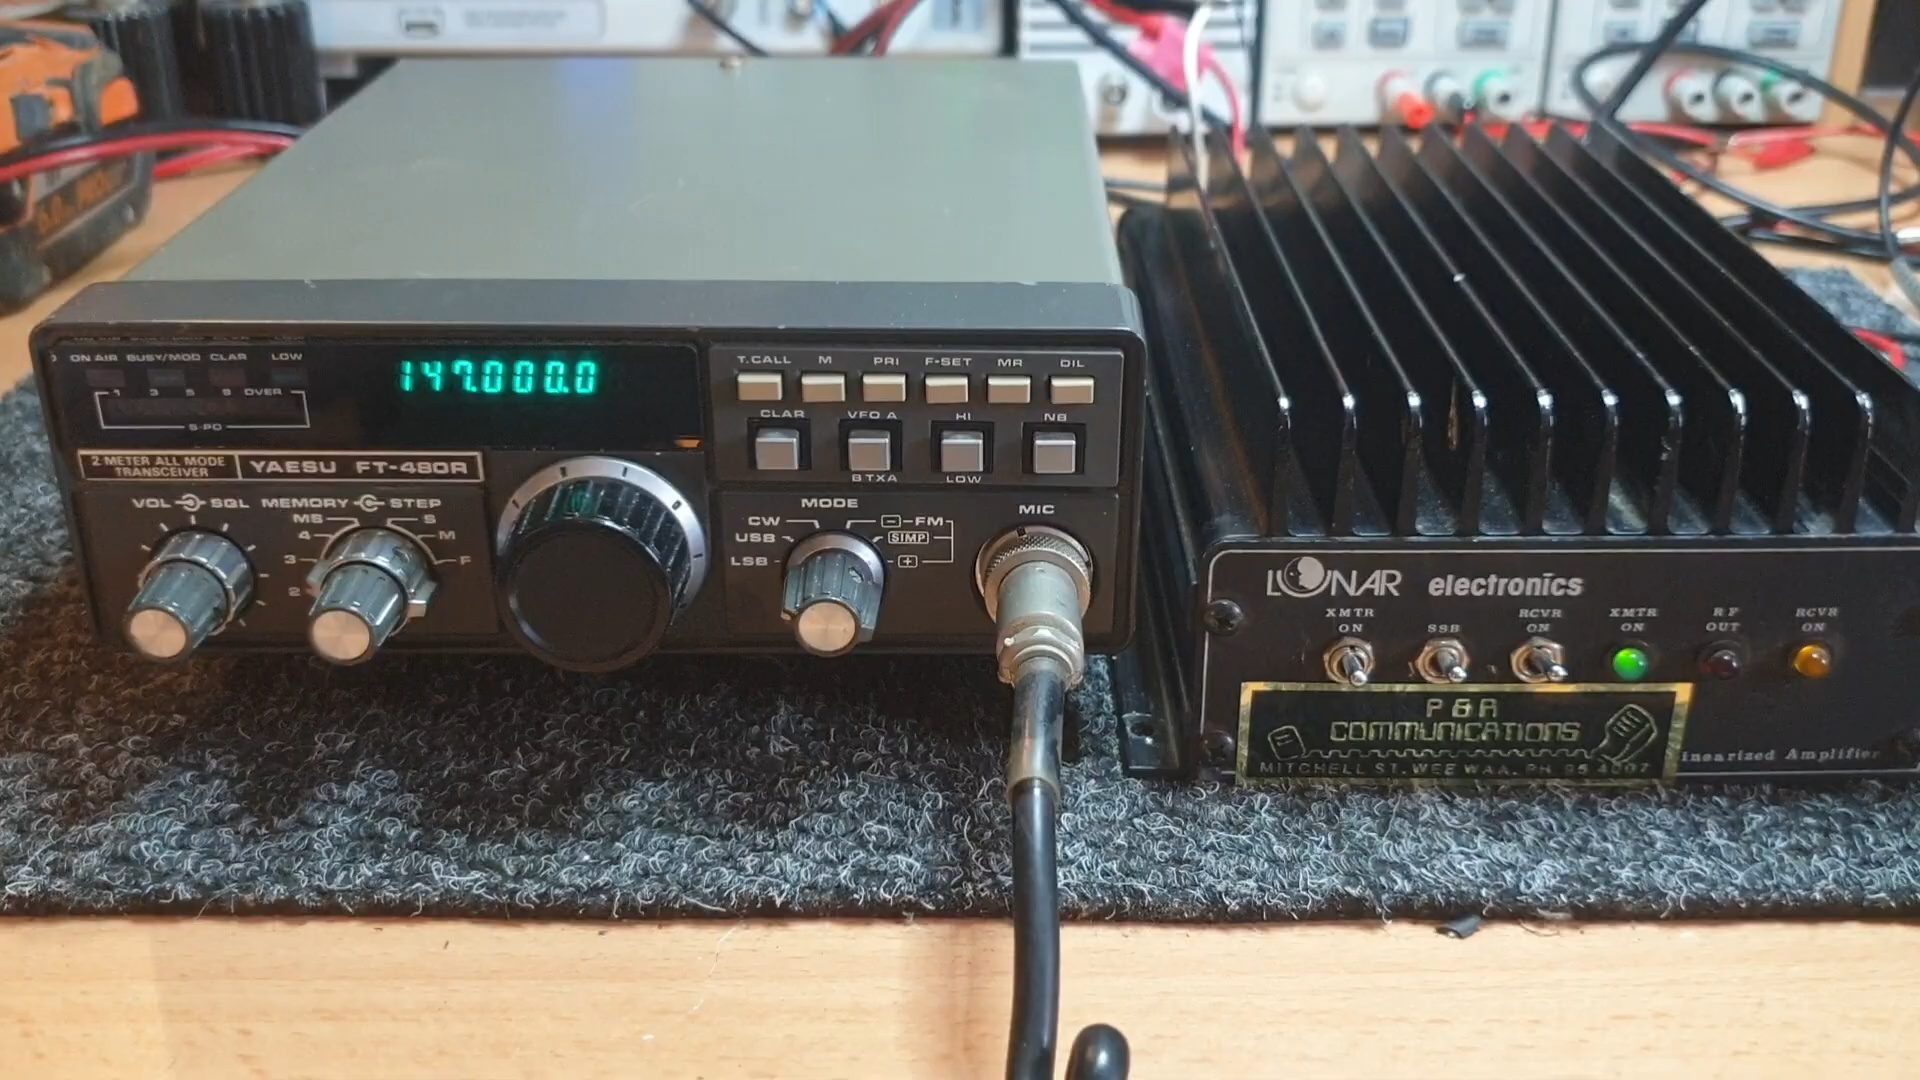 ON AIR BUSY/MOD CLAR LOW
1 3 5 9 OVER
S·PO
147.000.0
T.CALL M PRI F-SET MR DIL
CLAR VFO A HI NB
BTXA LOW
2 METER ALL MODE
TRANSCEIVER
YAESU FT-480R
VOL SQL MEMORY STEP
MS S
4 M
3 F
2
MODE
CW - FM
USB SIMP
LSB +
MIC
LUNAR electronics
XMTR ON
SSB
RCVR ON
XMTR ON
RF OUT
RCVR ON
P & A
COMMUNICATIONS
MITCHELL ST. WEE WAA. PH. 95 4007
inearized Amplifier